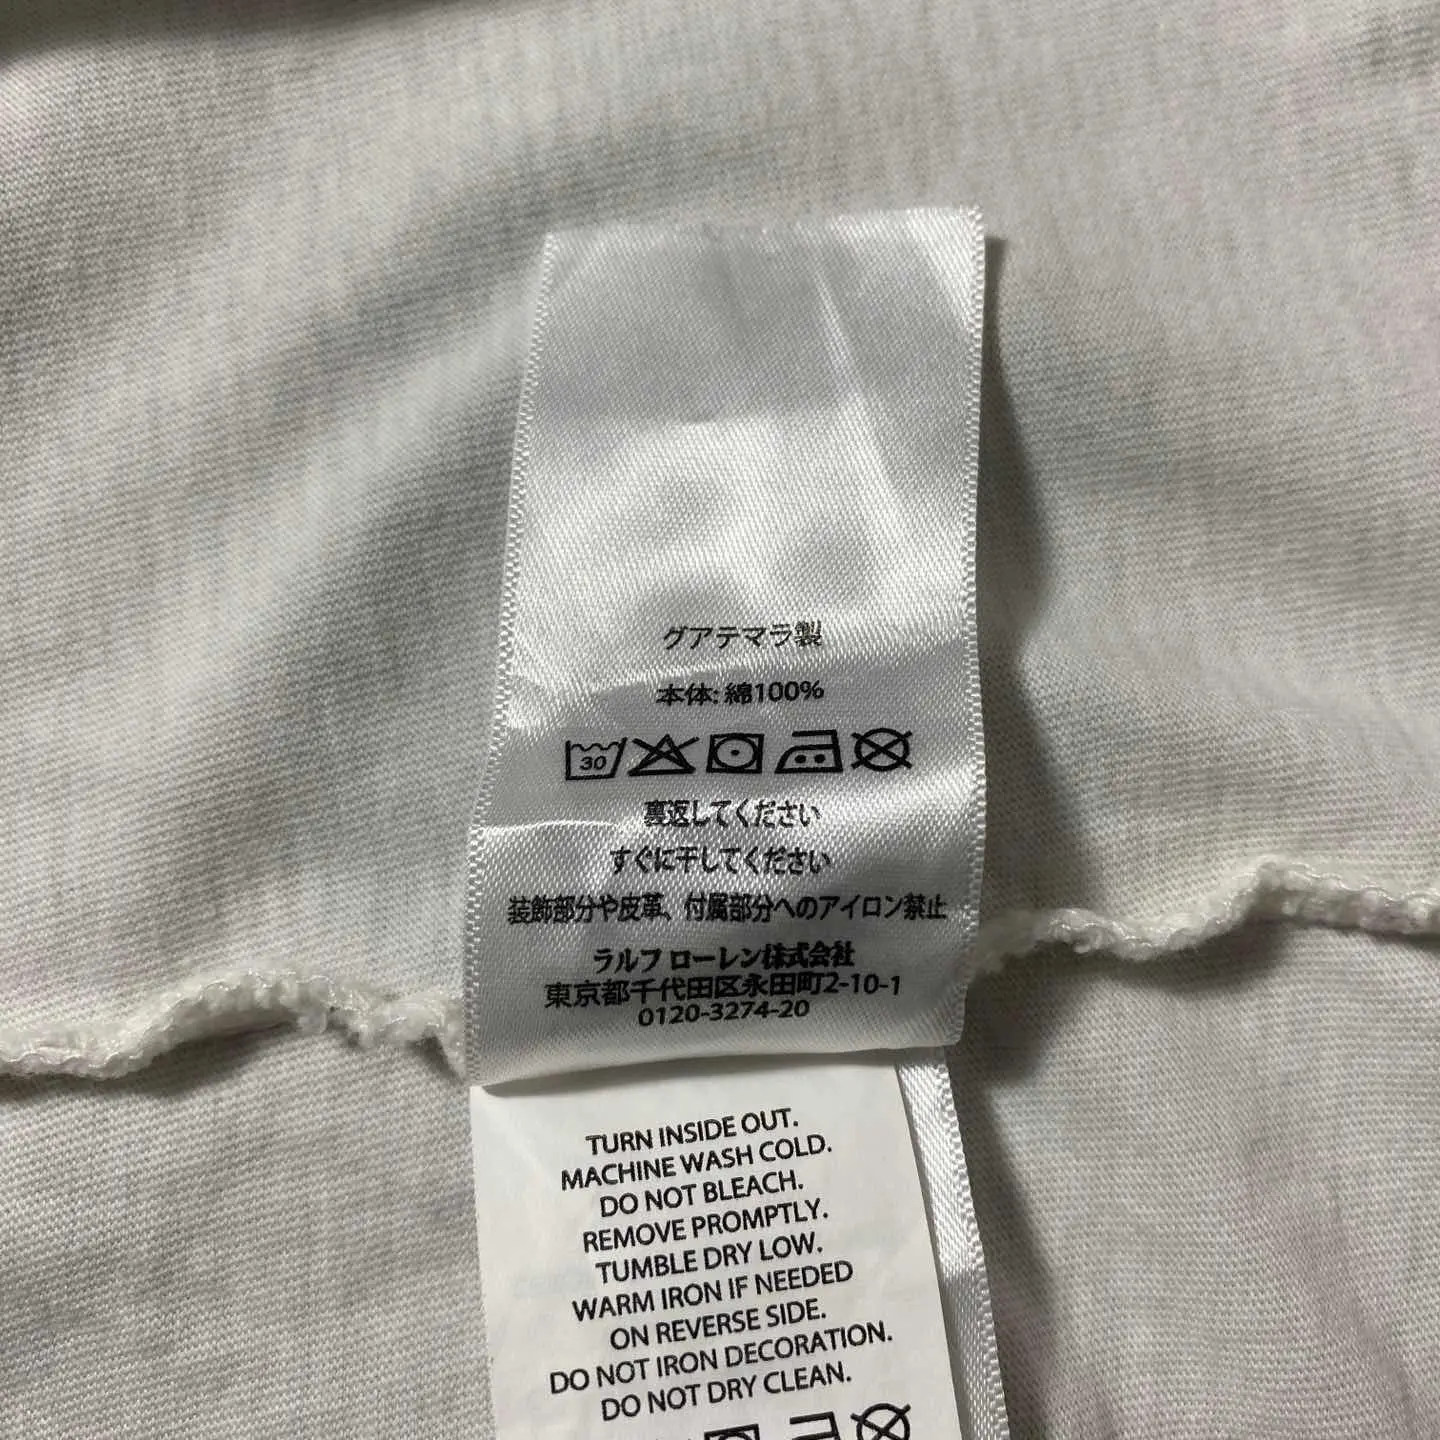 グアテマラ製
本体: 綿100%
30
裏返してください
すぐに干してください
装飾部分や皮革、付属部分へのアイロン禁止
ラルフ ローレン株式会社
東京都千代田区永田町2-10-1
0120-3274-20
TURN INSIDE OUT.
MACHINE WASH COLD.
DO NOT BLEACH.
REMOVE PROMPTLY.
TUMBLE DRY LOW.
WARM IRON IF NEEDED
ON REVERSE SIDE.
DO NOT IRON DECORATION.
DO NOT DRY CLEAN.